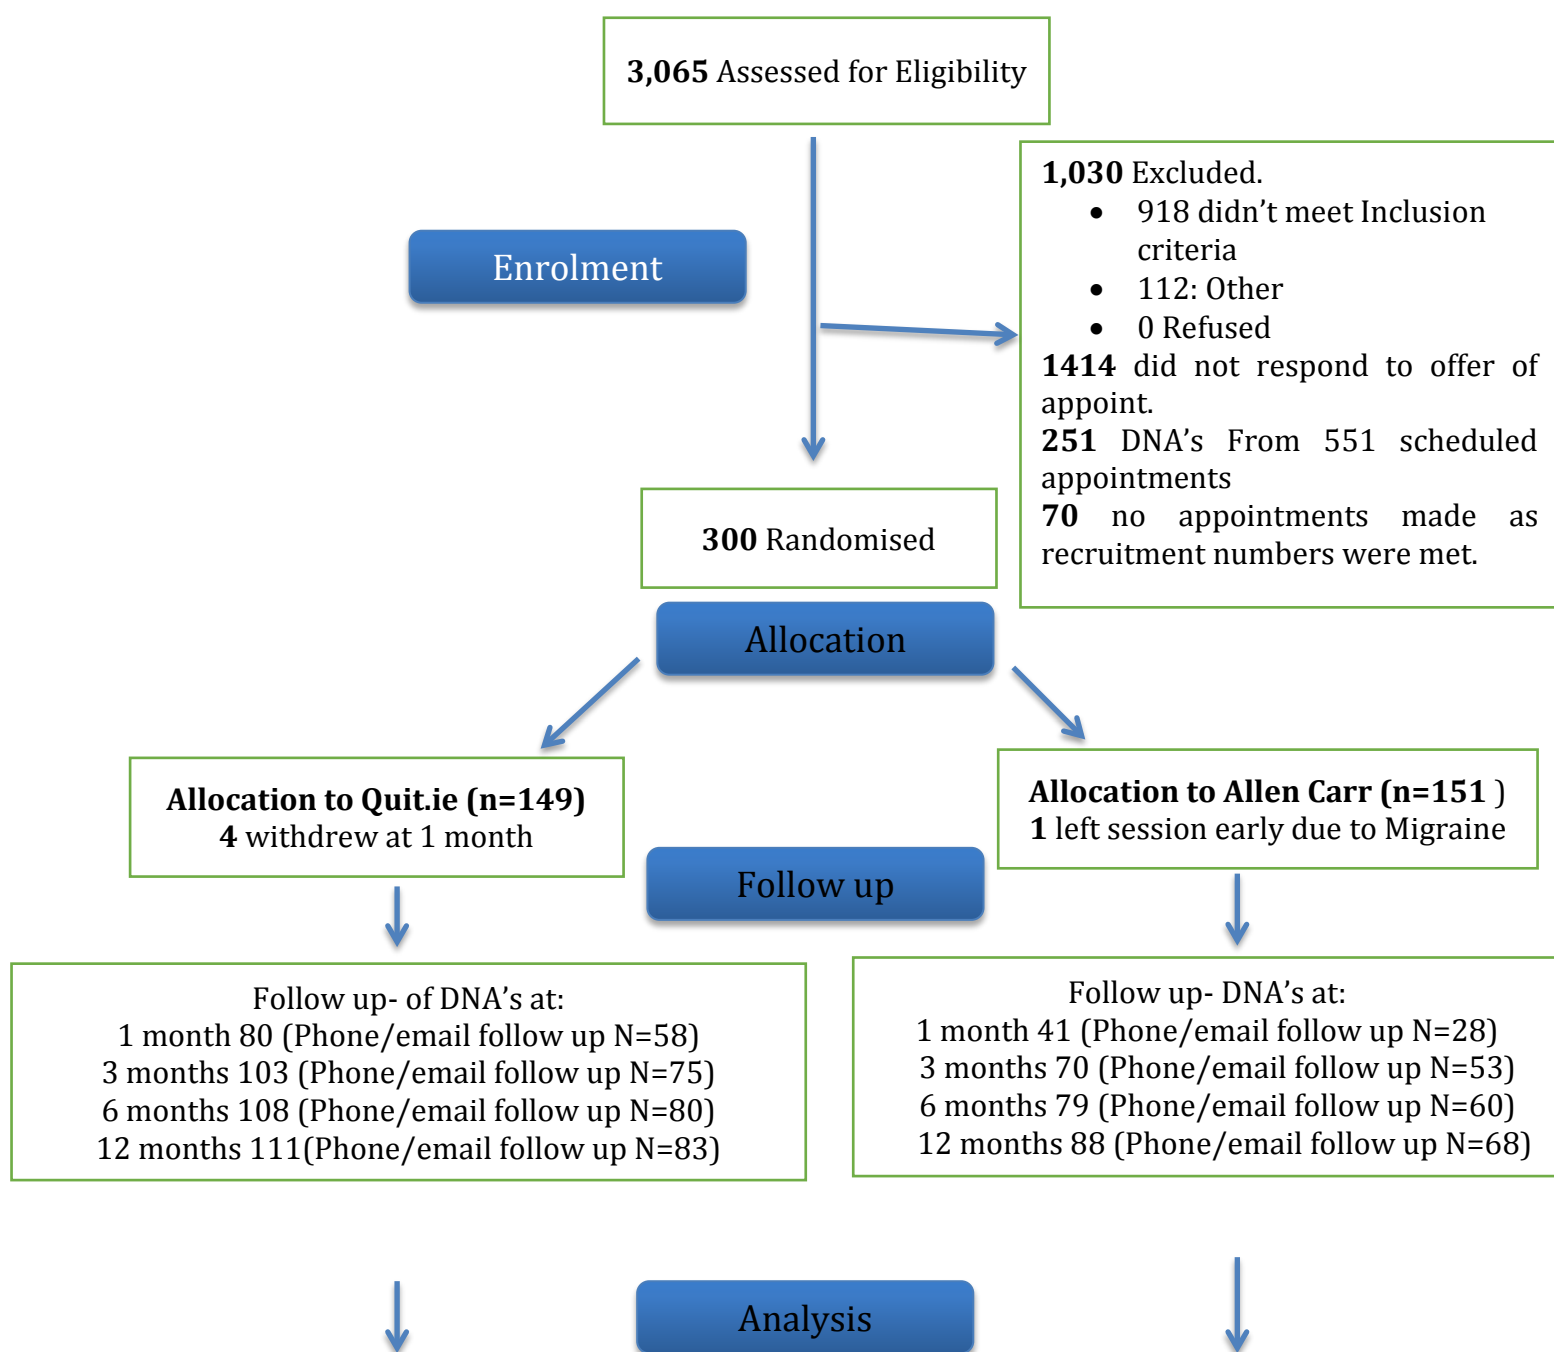 3,065 Assessed for Eligibility
1,030 Excluded.
• 918 didn’t meet Inclusion
criteria
• 112: Other
• 0 Refused
1414 did not respond to offer of
appoint.
251 DNA’s From 551 scheduled
appointments
70 no appointments made as
recruitment numbers were met.
Enrolment
300 Randomised
Allocation
Allocation to Quit.ie (n=149)
4 withdrew at 1 month
Allocation to Allen Carr (n=151 )
1 left session early due to Migraine
Follow up
Follow up- of DNA’s at:
1 month 80 (Phone/email follow up N=58)
3 months 103 (Phone/email follow up N=75)
6 months 108 (Phone/email follow up N=80)
12 months 111(Phone/email follow up N=83)
Follow up- DNA’s at:
1 month 41 (Phone/email follow up N=28)
3 months 70 (Phone/email follow up N=53)
6 months 79 (Phone/email follow up N=60)
12 months 88 (Phone/email follow up N=68)
Analysis